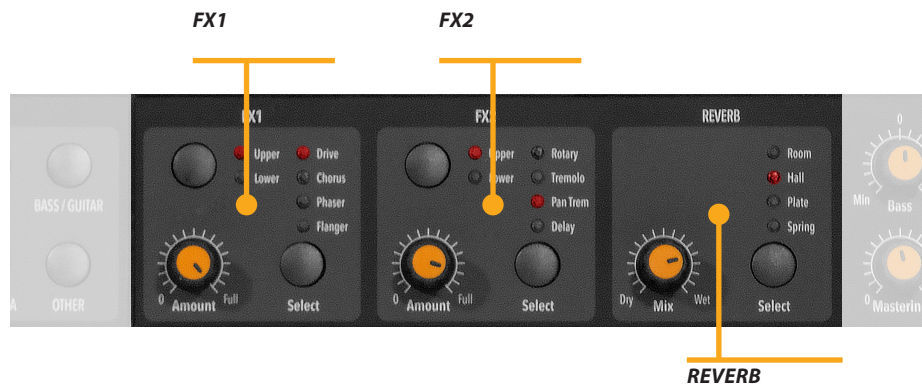 FX1
FX2
FX1
FX2
REVERB
Upper
Lower
Drive
Chorus
Phaser
Flanger
0
Amount
Full
Select
Upper
Lower
Rotary
Tremolo
Pan Trem
Delay
0
Amount
Full
Select
Room
Hall
Plate
Spring
Dry
Mix
Wet
Select
BASS / GUITAR
A
OTHER
0
Min
Bass
0
Masterin
REVERB